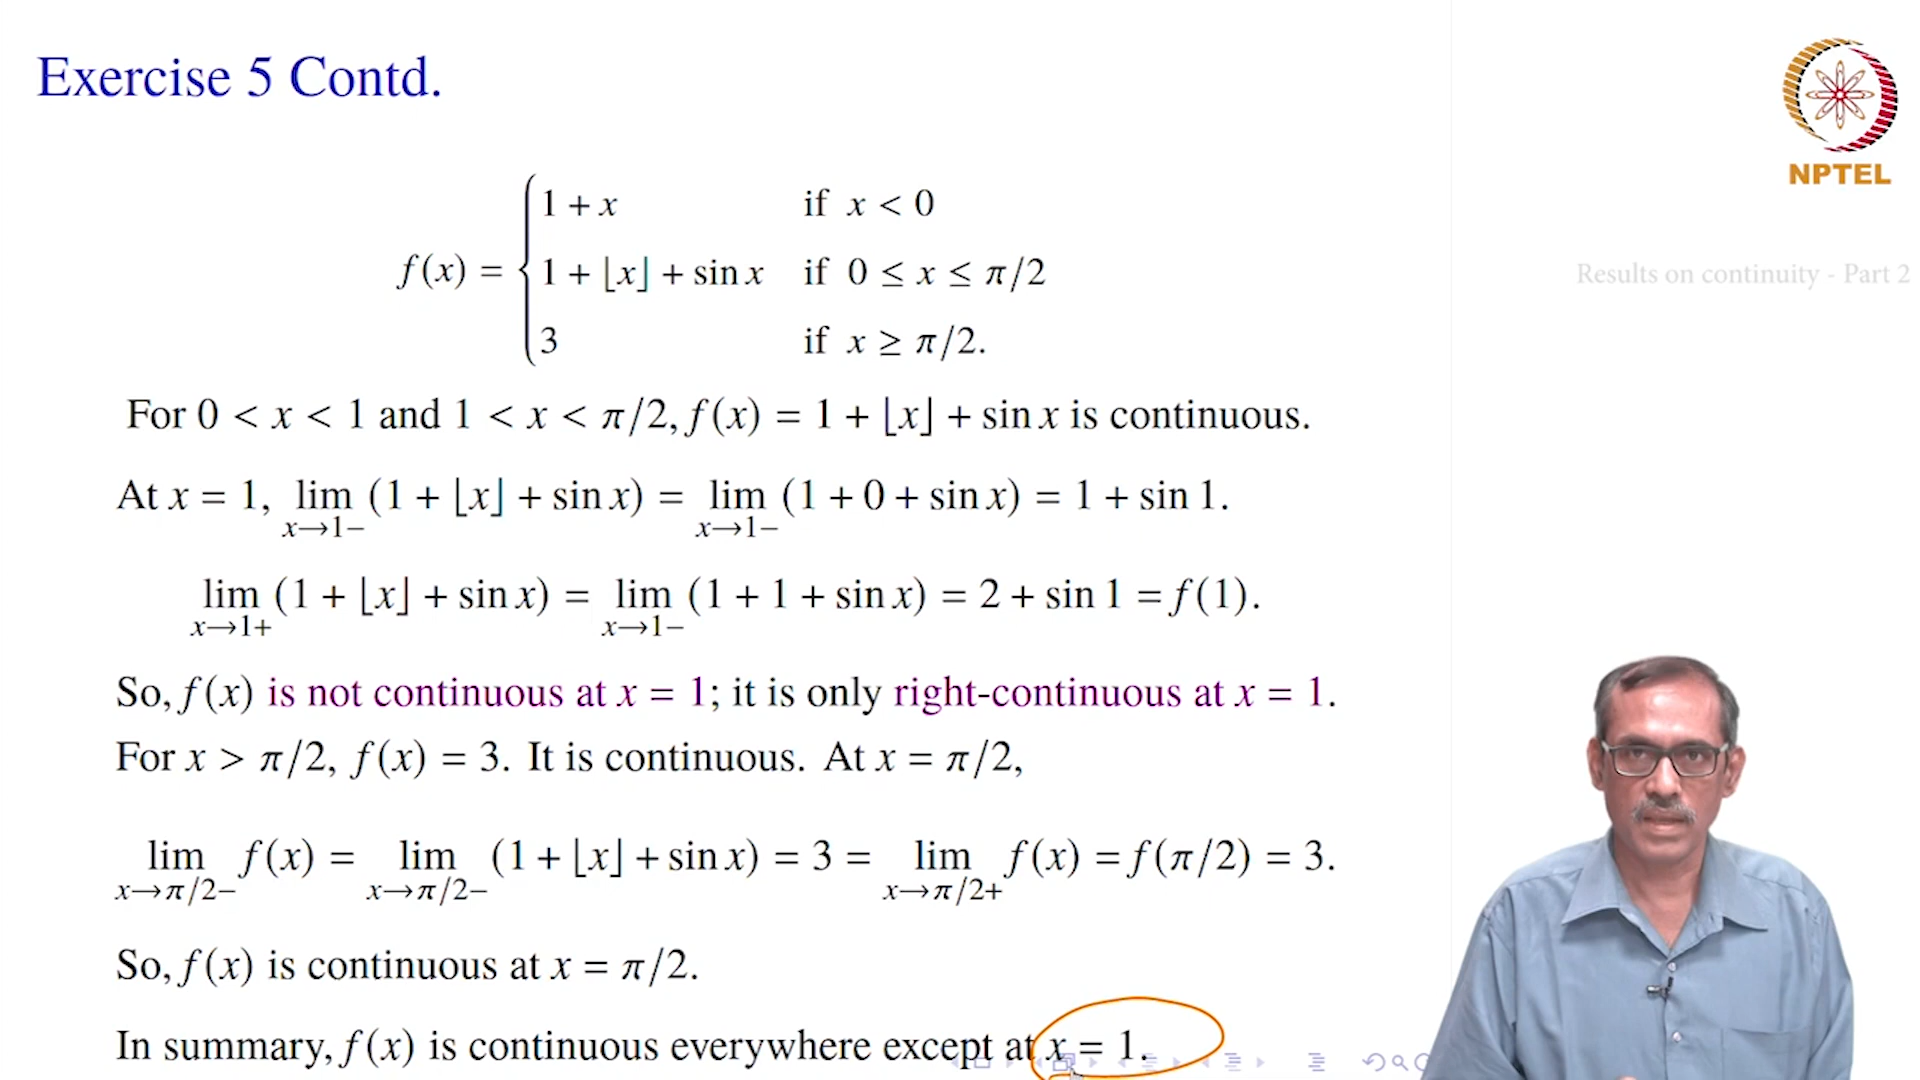 Exercise 5 Contd.
NPTEL
f(x) = { 1 + x if x < 0
1 + ⌊x⌋ + sin x if 0 ≤ x ≤ π/2
3 if x ≥ π/2.
Results on continuity - Part 2
For 0 < x < 1 and 1 < x < π/2, f(x) = 1 + ⌊x⌋ + sin x is continuous.
At x = 1, lim_{x→1−} (1 + ⌊x⌋ + sin x) = lim_{x→1−} (1 + 0 + sin x) = 1 + sin 1.
lim_{x→1+} (1 + ⌊x⌋ + sin x) = lim_{x→1−} (1 + 1 + sin x) = 2 + sin 1 = f(1).
So, f(x) is not continuous at x = 1; it is only right-continuous at x = 1.
For x > π/2, f(x) = 3. It is continuous. At x = π/2,
lim_{x→π/2−} f(x) = lim_{x→π/2−} (1 + ⌊x⌋ + sin x) = 3 = lim_{x→π/2+} f(x) = f(π/2) = 3.
So, f(x) is continuous at x = π/2.
In summary, f(x) is continuous everywhere except at x = 1.